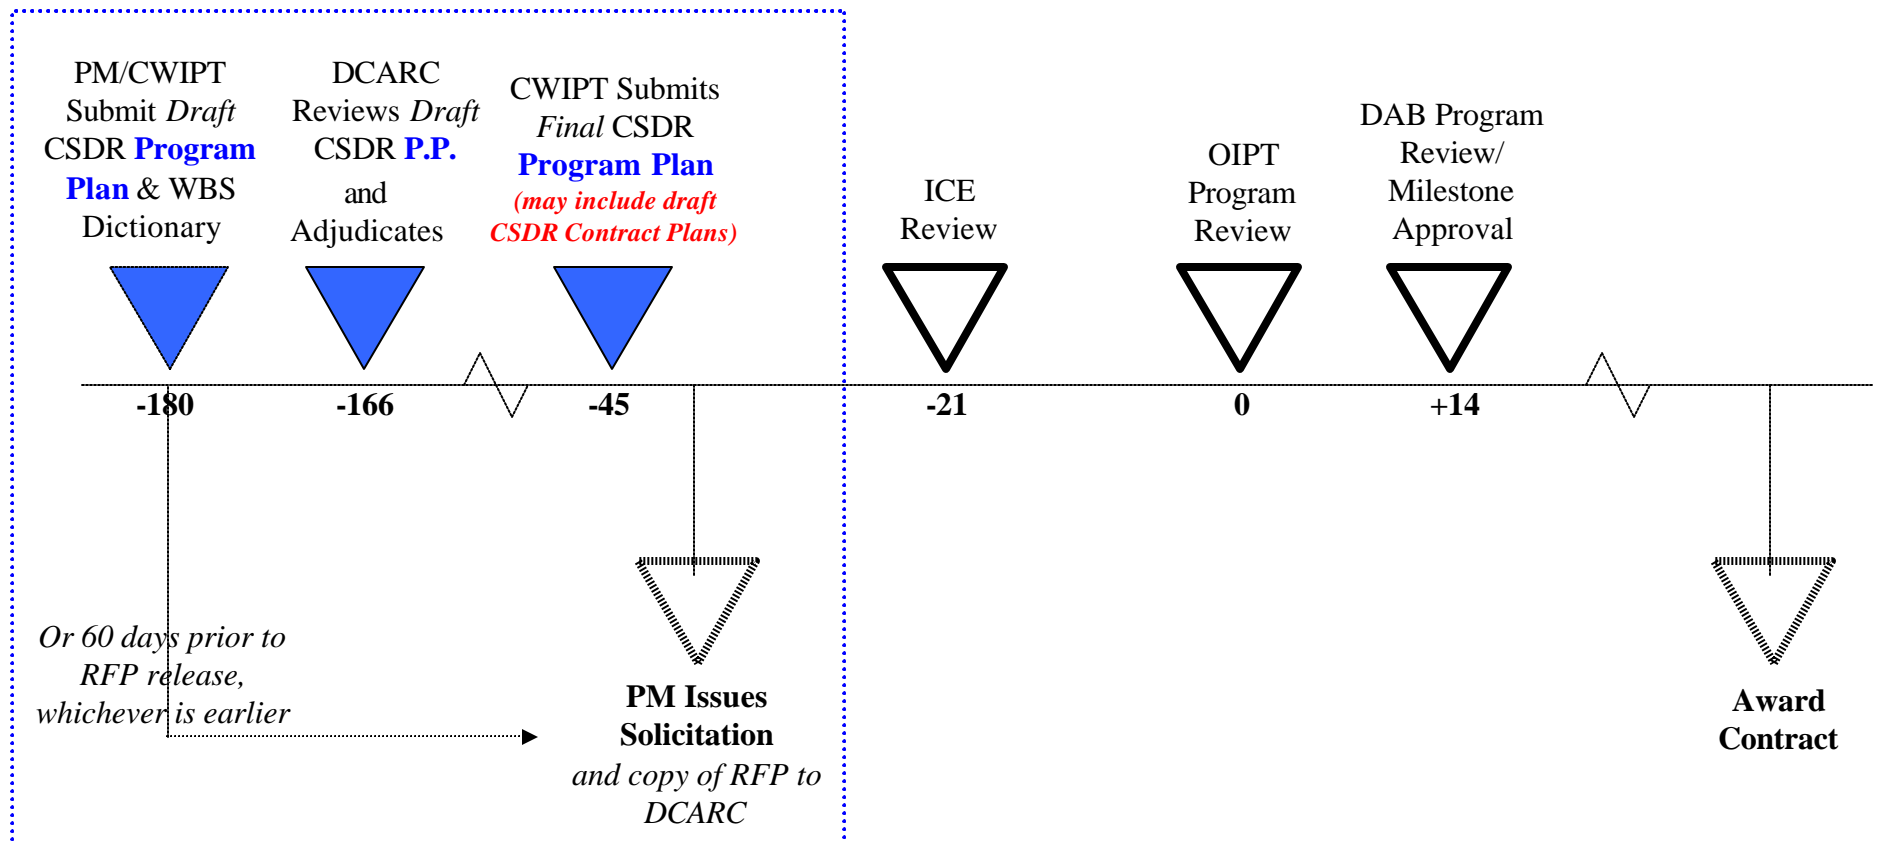 PM/CWIPT
Submit Draft
CSDR Program
Plan & WBS
Dictionary
DCARC
Reviews Draft
CSDR P.P.
and
Adjudicates
CWIPT Submits
Final CSDR
Program Plan
(may include draft
CSDR Contract Plans)
ICE
Review
OIPT
Program
Review
DAB Program
Review/
Milestone
Approval
-180
-166
-45
-21
0
+14
Or 60 days prior to
RFP release,
whichever is earlier
PM Issues
Solicitation
and copy of RFP to
DCARC
Award
Contract